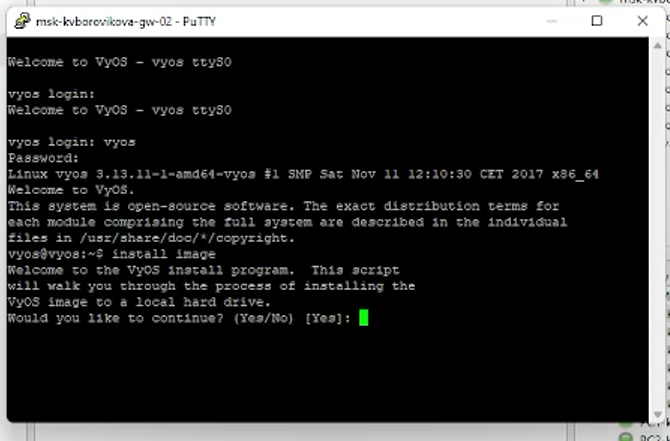 msk-kvborovikova-gw-02 - PuTTY
Welcome to VyOS - vyos ttyS0
vyos login:
Welcome to VyOS - vyos ttyS0
vyos login: vyos
Password:
Linux vyos 3.13.11-1-amd64-vyos #1 SMP Sat Nov 11 12:10:30 CET 2017 x86_64
Welcome to VyOS.
This system is open-source software. The exact distribution terms for
each module comprising the full system are described in the individual
files in /usr/share/doc/*/copyright.
vyos@vyos:~$ install image
Welcome to the VyOS install program.  This script
will walk you through the process of installing the
VyOS image to a local hard drive.
Would you like to continue? (Yes/No) [Yes]: